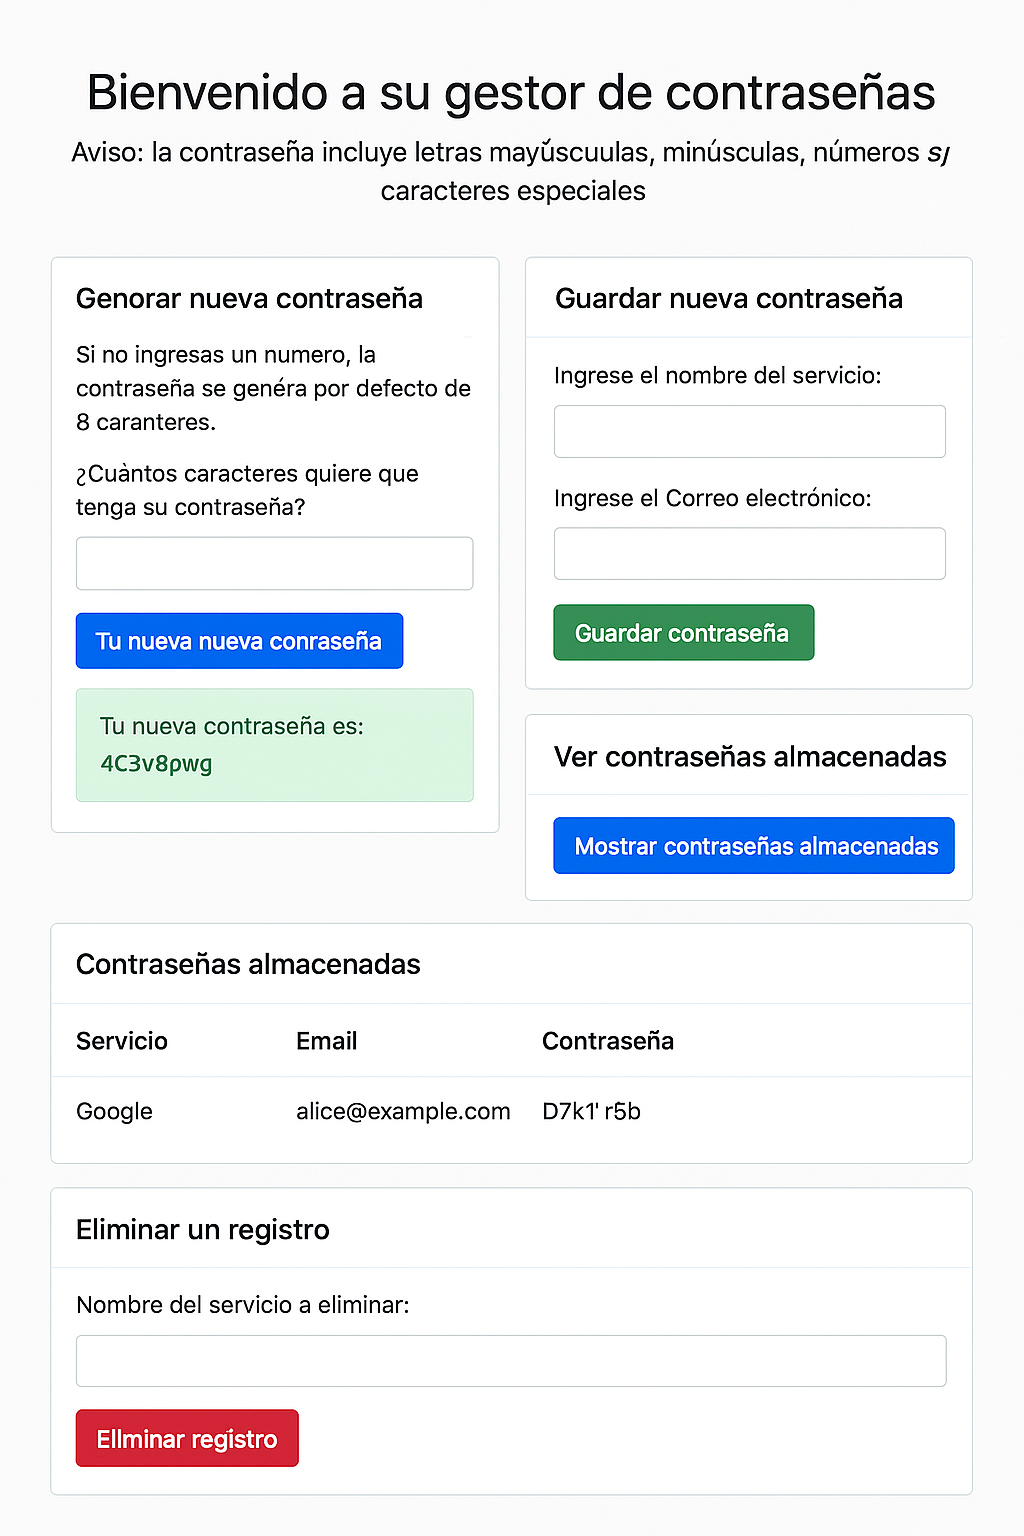 Bienvenido a su gestor de contraseñas
Aviso: la contraseña incluye letras mayúscuulas, minúsculas, números
caracteres especiales
Genorar nueva contraseña
Si no ingresas un numero, la
contraseña se genéra por defecto de
8 caranteres.
¿Cuàntos caracteres quiere que
tenga su contraseña?
Tu nueva nueva conraseña
Tu nueva contraseña es:
4C3v8pwg
Guardar nueva contraseña
Ingrese el nombre del servicio:
Ingrese el Correo electrónico:
Guardar contraseña
Ver contraseñas almacenadas
Mostrar contraseñas almacenadas
Contraseñas almacenadas
Servicio Email Contraseña
Google alice@example.com D7k1' r5b
Eliminar un registro
Nombre del servicio a eliminar:
Ellminar regístro